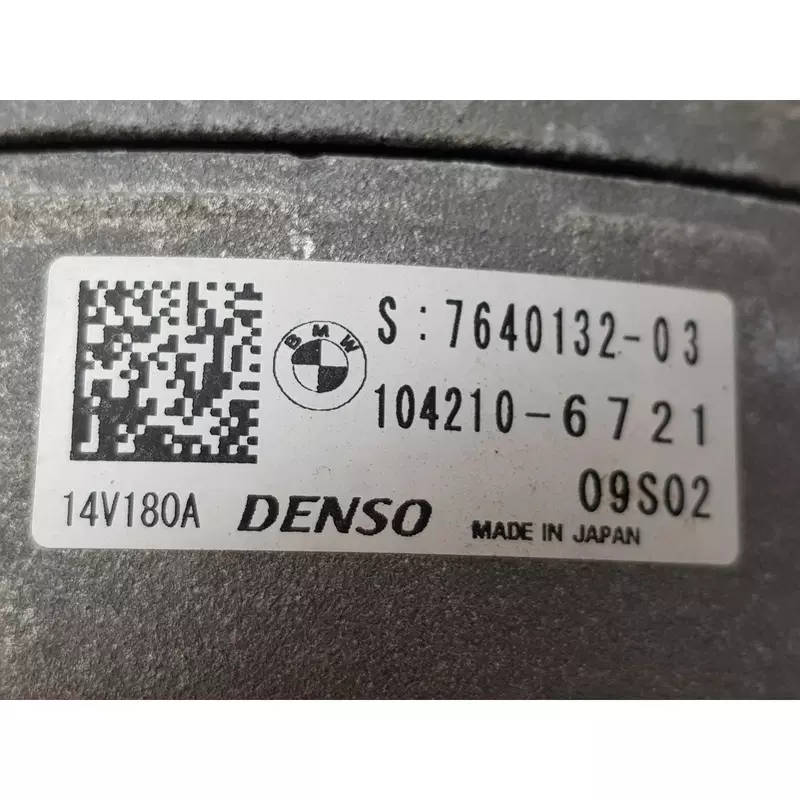 BMW
S:7640132-03
104210-6721
09S02
14V180A DENSO MADE IN JAPAN